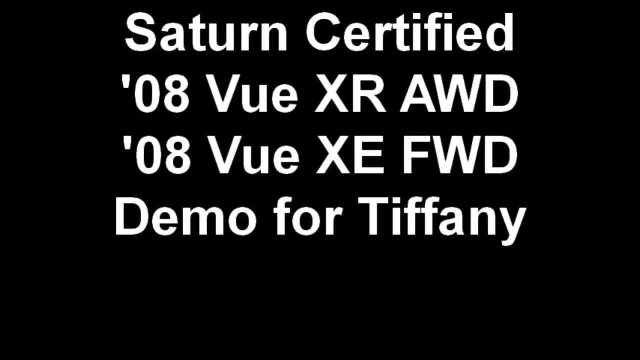 Saturn Certified
'08 Vue XR AWD
'08 Vue XE FWD
Demo for Tiffany